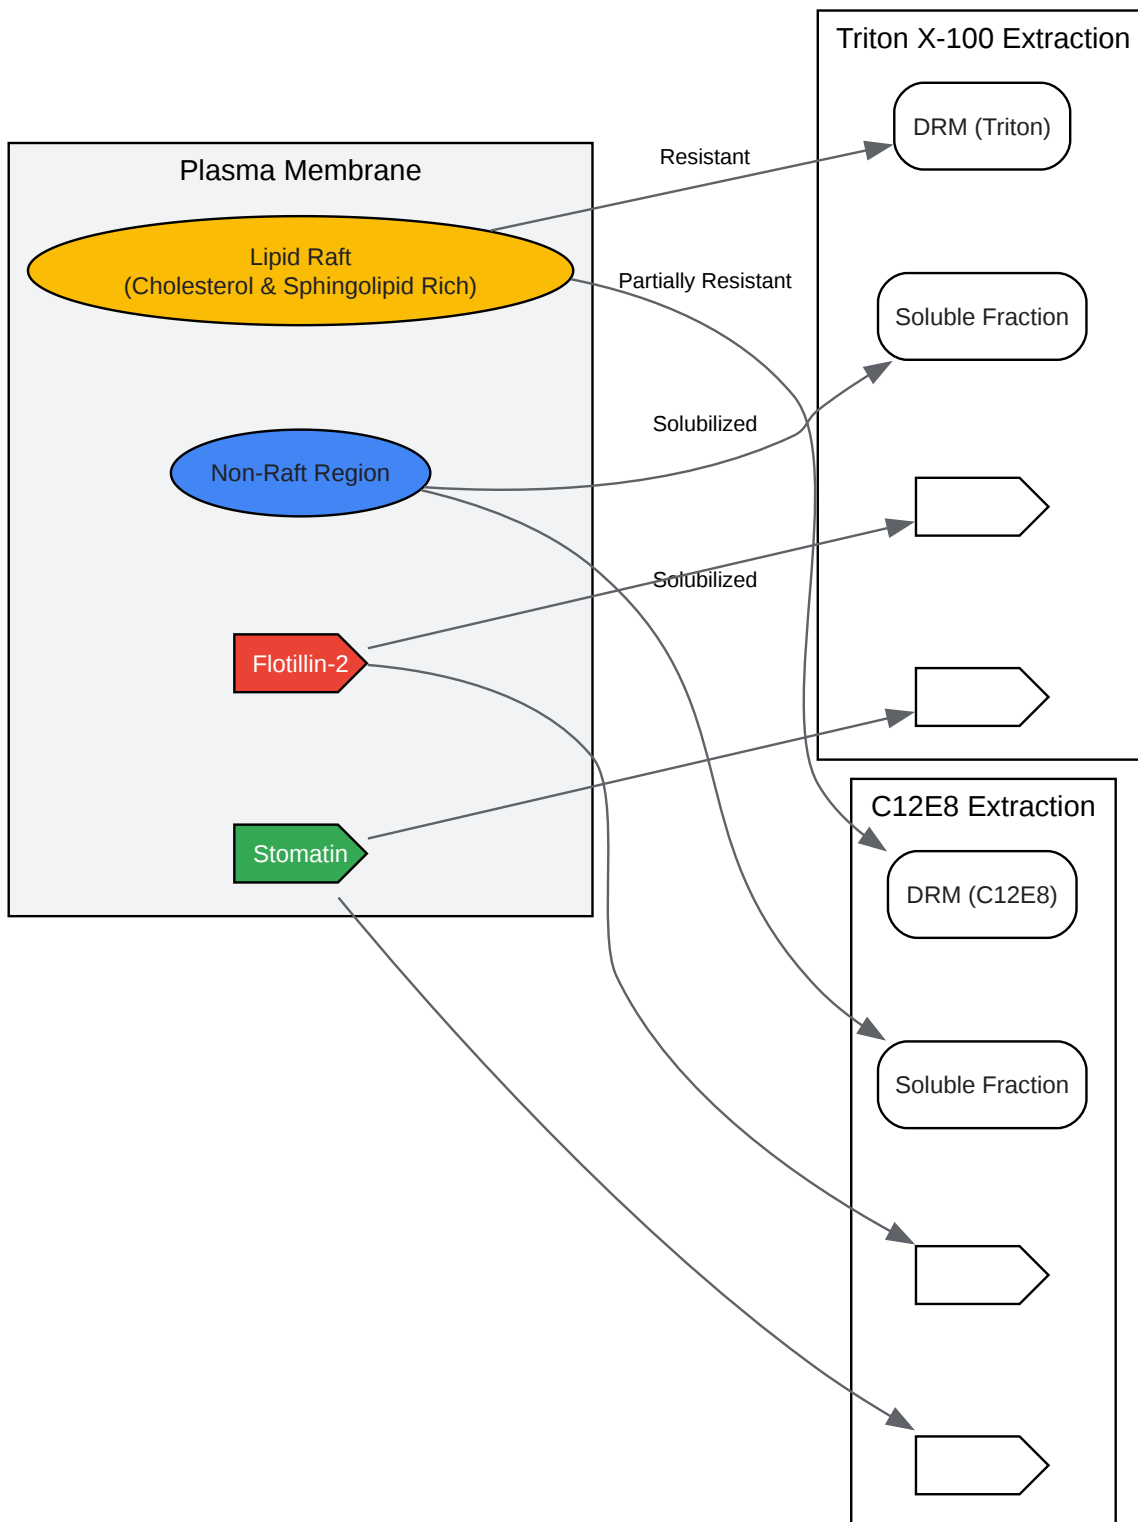 Plasma Membrane
Lipid Raft
(Cholesterol & Sphingolipid Rich)
Non-Raft Region
Flotillin-2
Stomatin
Resistant
Partially Resistant
Solubilized
Solubilized
Triton X-100 Extraction
DRM (Triton)
Soluble Fraction
C12E8 Extraction
DRM (C12E8)
Soluble Fraction